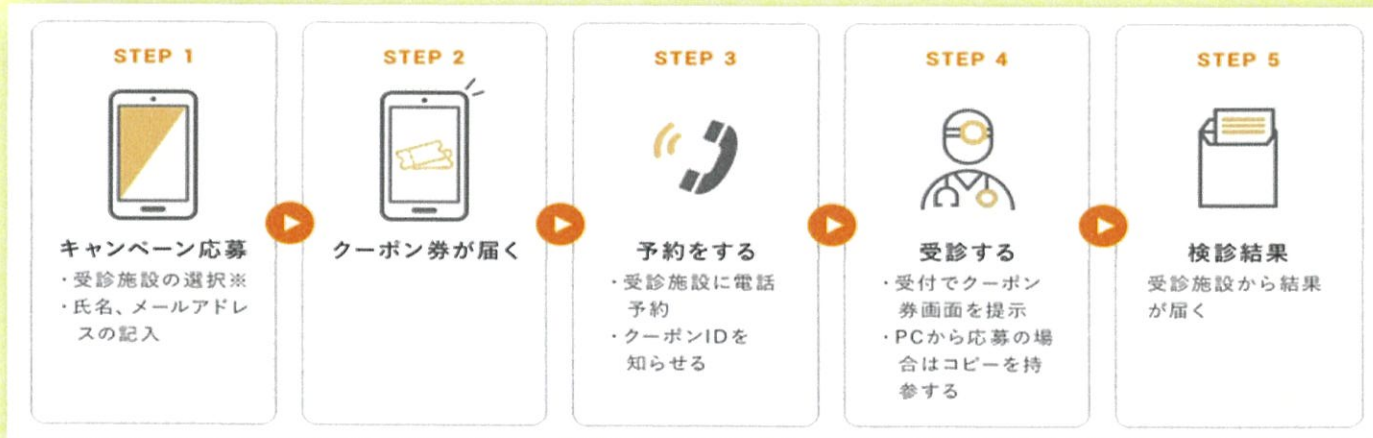 STEP 1
キャンペーン応募
・受診施設の選択※
・氏名、メールアドレ
スの記入
STEP 2
クーポン券が届く
STEP 3
予約をする
・受診施設に電話
予約
・クーポンIDを
知らせる
STEP 4
受診する
・受付でクーポン
券画面を提示
・PCから応募の場
合はコピーを持
参する
STEP 5
検診結果
受診施設から結果
が届く